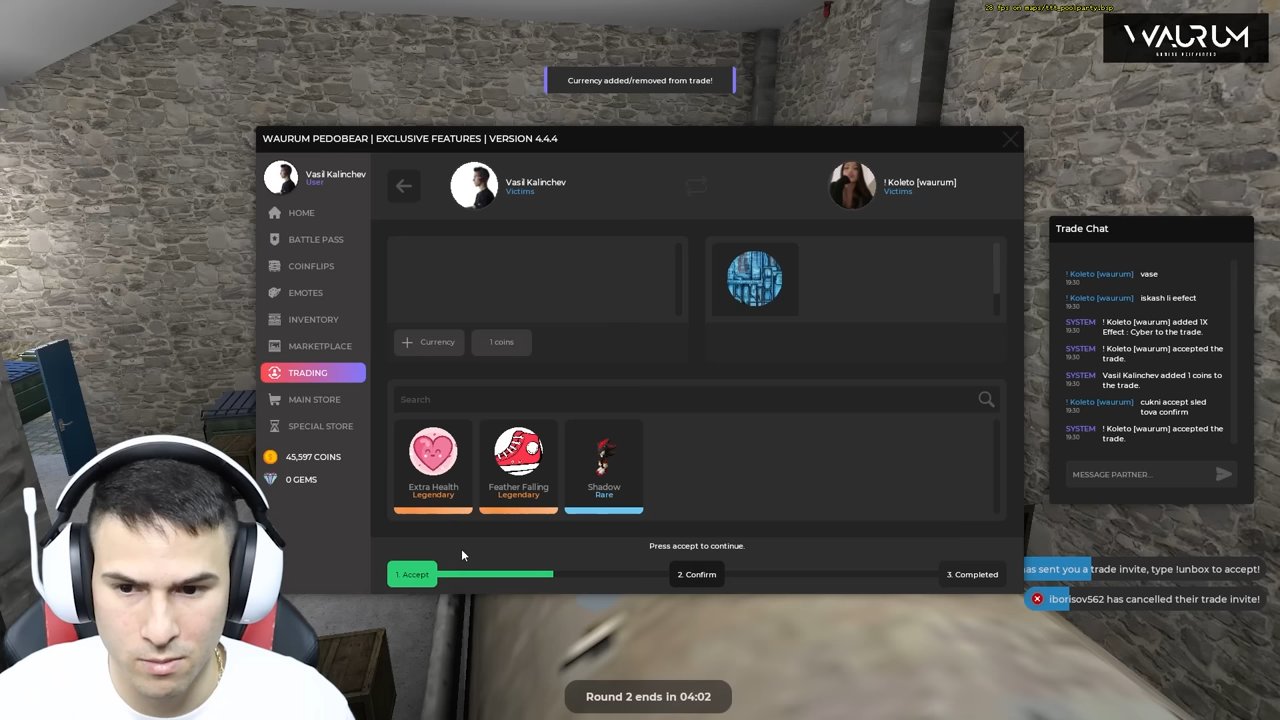 28 fps on maps/ttt_poolparty.bsp
WAURUM
Currency added/removed from trade!
WAURUM PEDOBEAR | EXCLUSIVE FEATURES | VERSION 4.4.4
Vasil Kalinchev
User
HOME
BATTLE PASS
COINFLIPS
EMOTES
INVENTORY
MARKETPLACE
TRADING
MAIN STORE
SPECIAL STORE
45,597 COINS
0 GEMS
Vasil Kalinchev
Victims
! Koleto [waurum]
Victims
Currency
1 coins
Search
Extra Health
Legendary
Feather Falling
Legendary
Shadow
Rare
Press accept to continue.
1. Accept
2. Confirm
3. Completed
Trade Chat
! Koleto [waurum] vase
19:30
! Koleto [waurum] iskash li eefect
19:30
SYSTEM ! Koleto [waurum] added 1X
19:30 Effect : Cyber to the trade.
SYSTEM ! Koleto [waurum] accepted the
19:30 trade.
SYSTEM Vasil Kalinchev added 1 coins to
19:30 the trade.
! Koleto [waurum] cukni accept sled
19:30 tova confirm
SYSTEM ! Koleto [waurum] accepted the
19:30 trade.
MESSAGE PARTNER...
has sent you a trade invite, type !unbox to accept!
iborisov562 has cancelled their trade invite!
Round 2 ends in 04:02